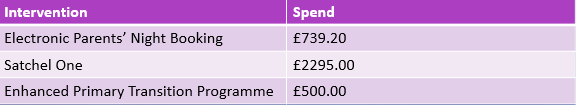 Intervention Spend
Electronic Parents’ Night Booking £739.20
Satchel One £2295.00
Enhanced Primary Transition Programme £500.00